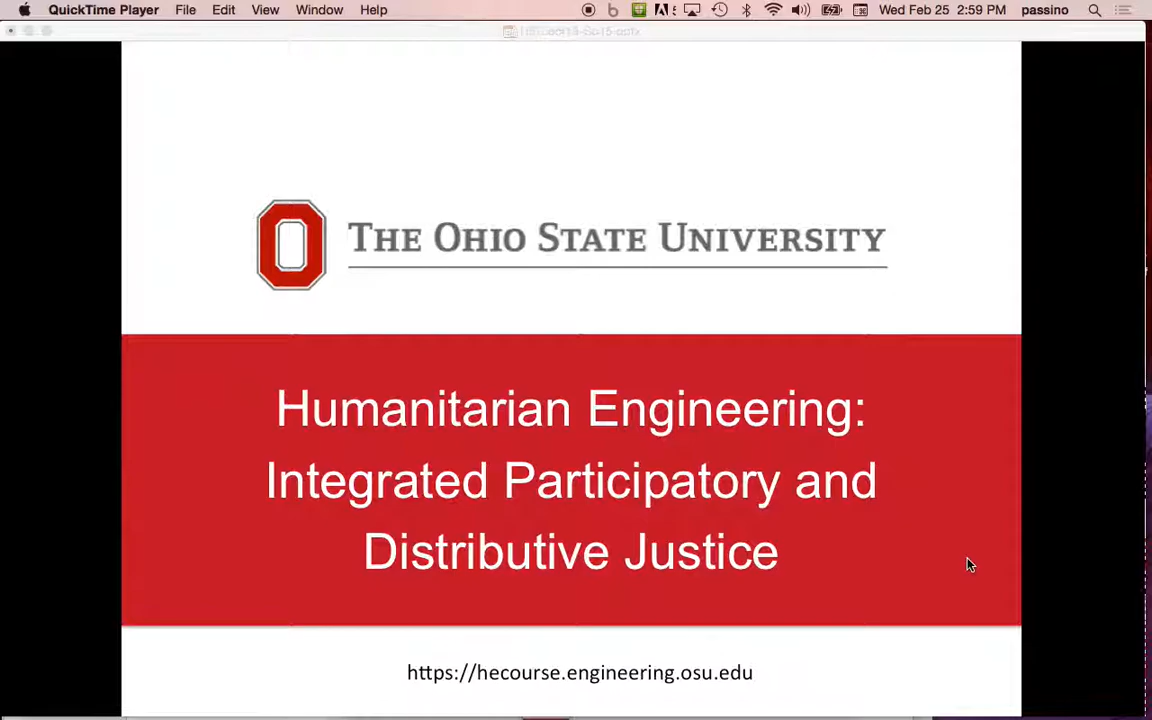 QuickTime Player File Edit View Window Help Wed Feb 25 2:59 PM passino
THE OHIO STATE UNIVERSITY
Humanitarian Engineering:
Integrated Participatory and
Distributive Justice
https://hecourse.engineering.osu.edu